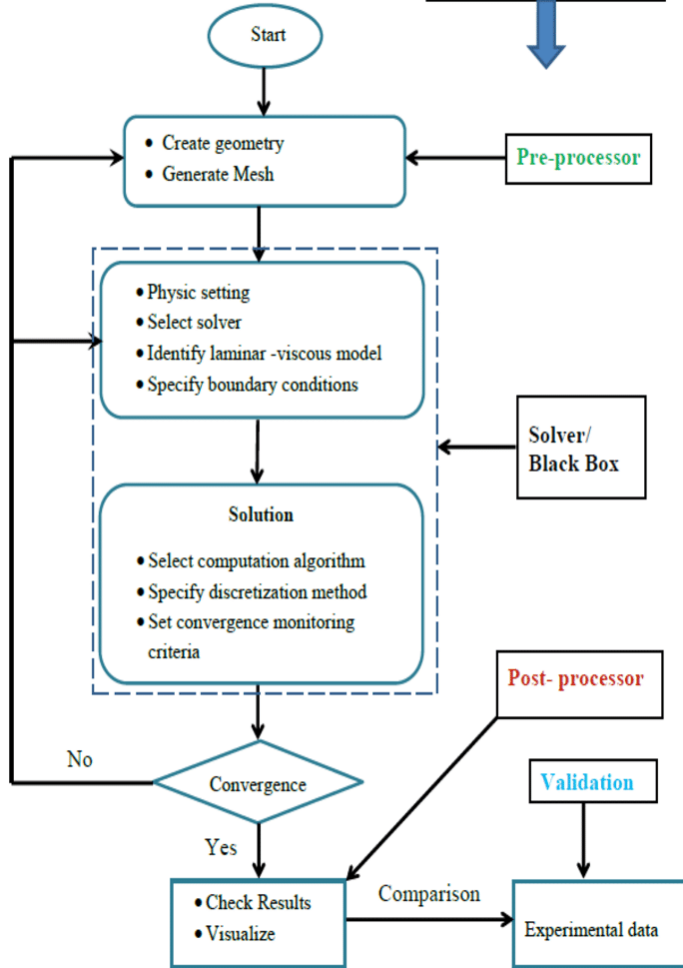 Start
• Create geometry
• Generate Mesh
Pre-processor
• Physic setting
• Select solver
• Identify laminar -viscous model
• Specify boundary conditions
Solver/
Black Box
Solution
• Select computation algorithm
• Specify discretization method
• Set convergence monitoring
criteria
Post- processor
No
Convergence
Validation
Yes
• Check Results
• Visualize
Comparison
Experimental data